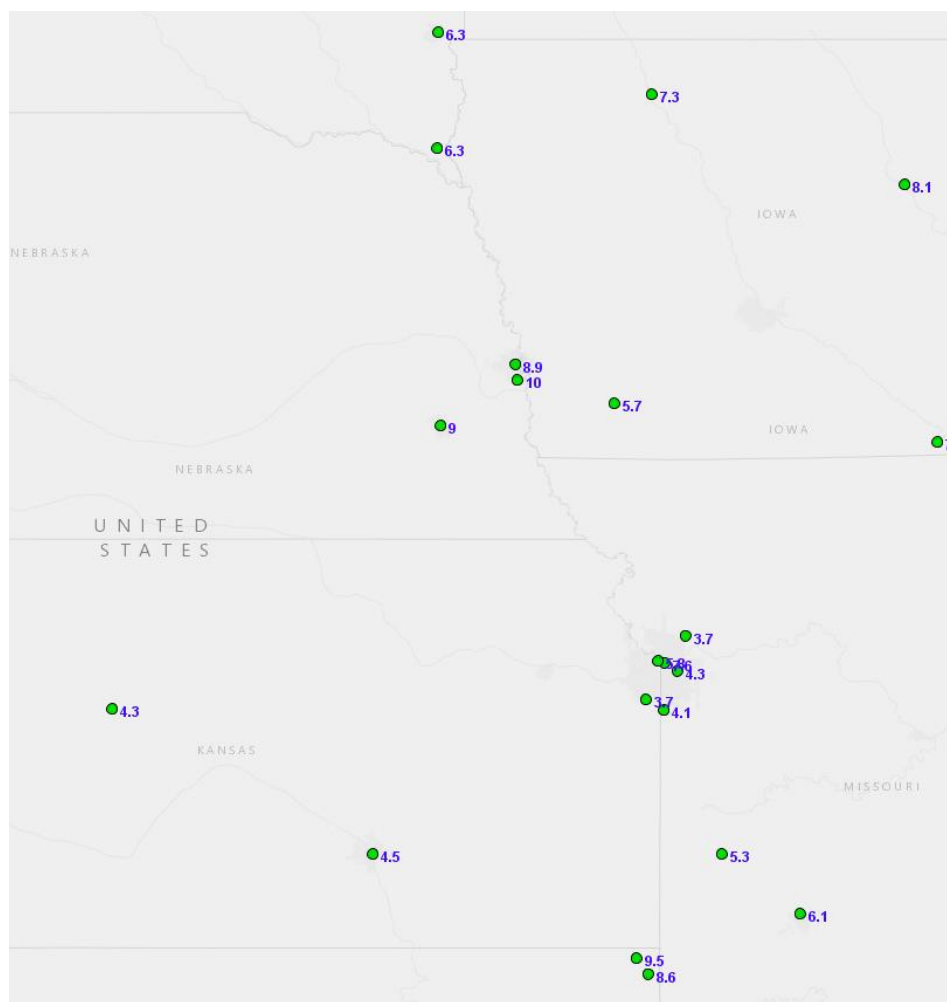 6.3
7.3
6.3
8.1
IOWA
NEBRASKA
8.9
10
5.7
9
IOWA
NEBRASKA
UNITED
STATES
3.7
5.8
4.3
3.7
4.1
4.3
KANSAS
MISSOURI
4.5
5.3
6.1
9.5
8.6